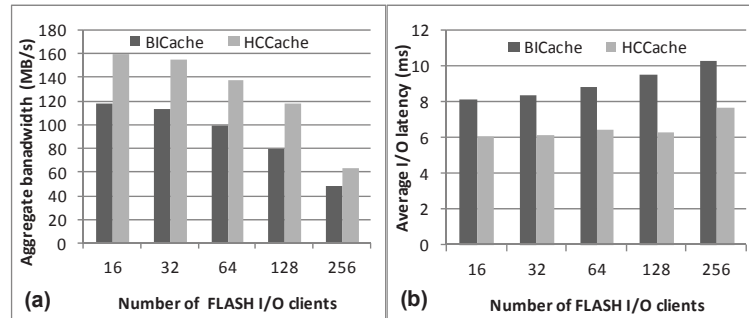 Aggregate banadwidth (MB/s)
180
160
140
120
100
80
60
40
20
0
BICache
HCCache
16 32 64 128 256
(a)
Number of FLASH I/O clients
Average I/O latency (ms)
12
10
8
6
4
2
0
BICache
HCCache
16 32 64 128 256
(b)
Number of FLASH I/O clients